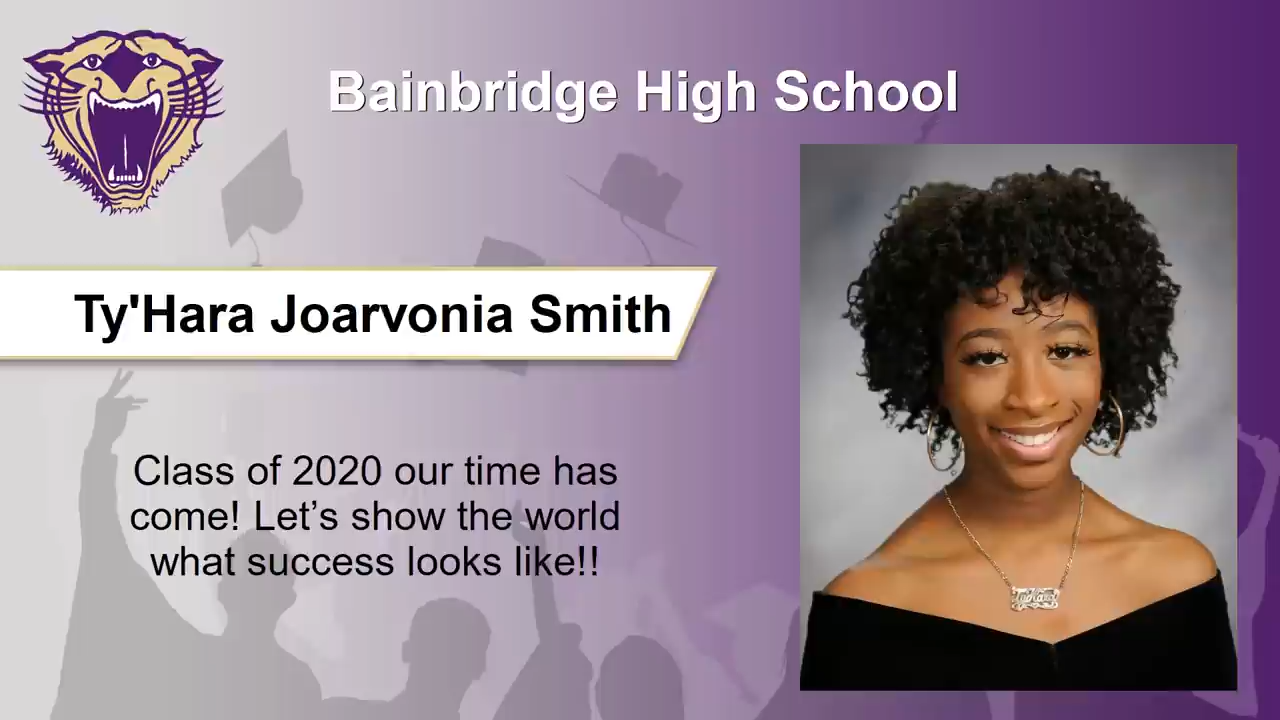 Bainbridge High School
Ty'Hara Joarvonia Smith
Class of 2020 our time has
come! Let’s show the world
what success looks like!!